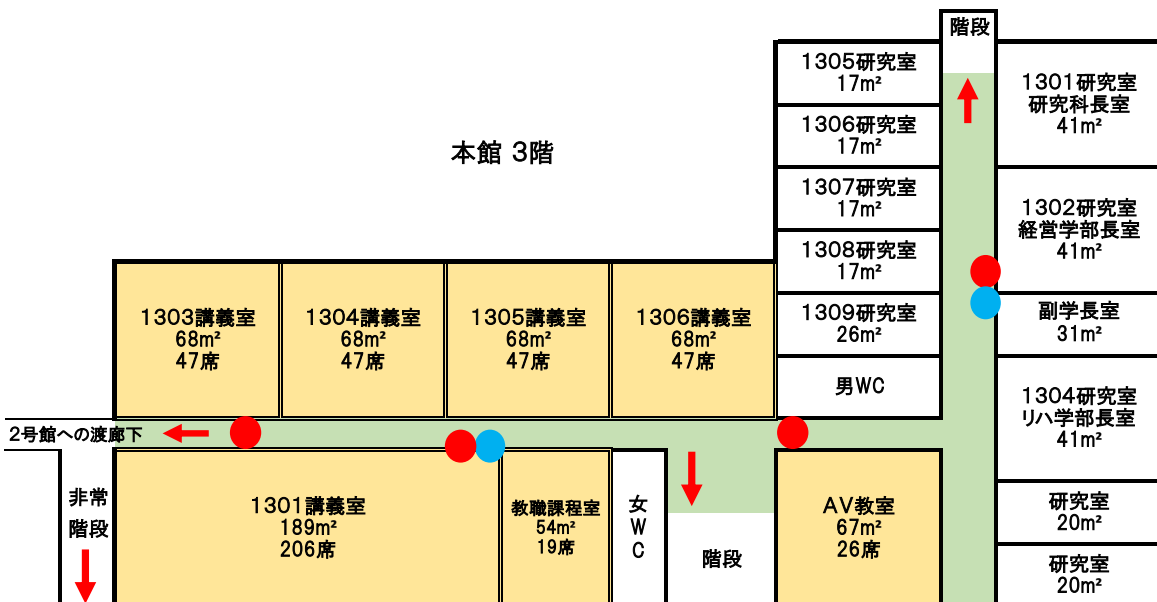 階段
1305研究室
17m²
1301研究室
研究科長室
41m²
1306研究室
17m²
本館 3階
1307研究室
17m²
1302研究室
経営学部長室
41m²
1308研究室
17m²
1303講義室
68m²
47席
1304講義室
68m²
47席
1305講義室
68m²
47席
1306講義室
68m²
47席
1309研究室
26m²
副学長室
31m²
男WC
1304研究室
リハ学部長室
41m²
2号館への渡廊下
非常
階段
1301講義室
189m²
206席
教職課程室
54m²
19席
女
W
C
階段
AV教室
67m²
26席
研究室
20m²
研究室
20m²